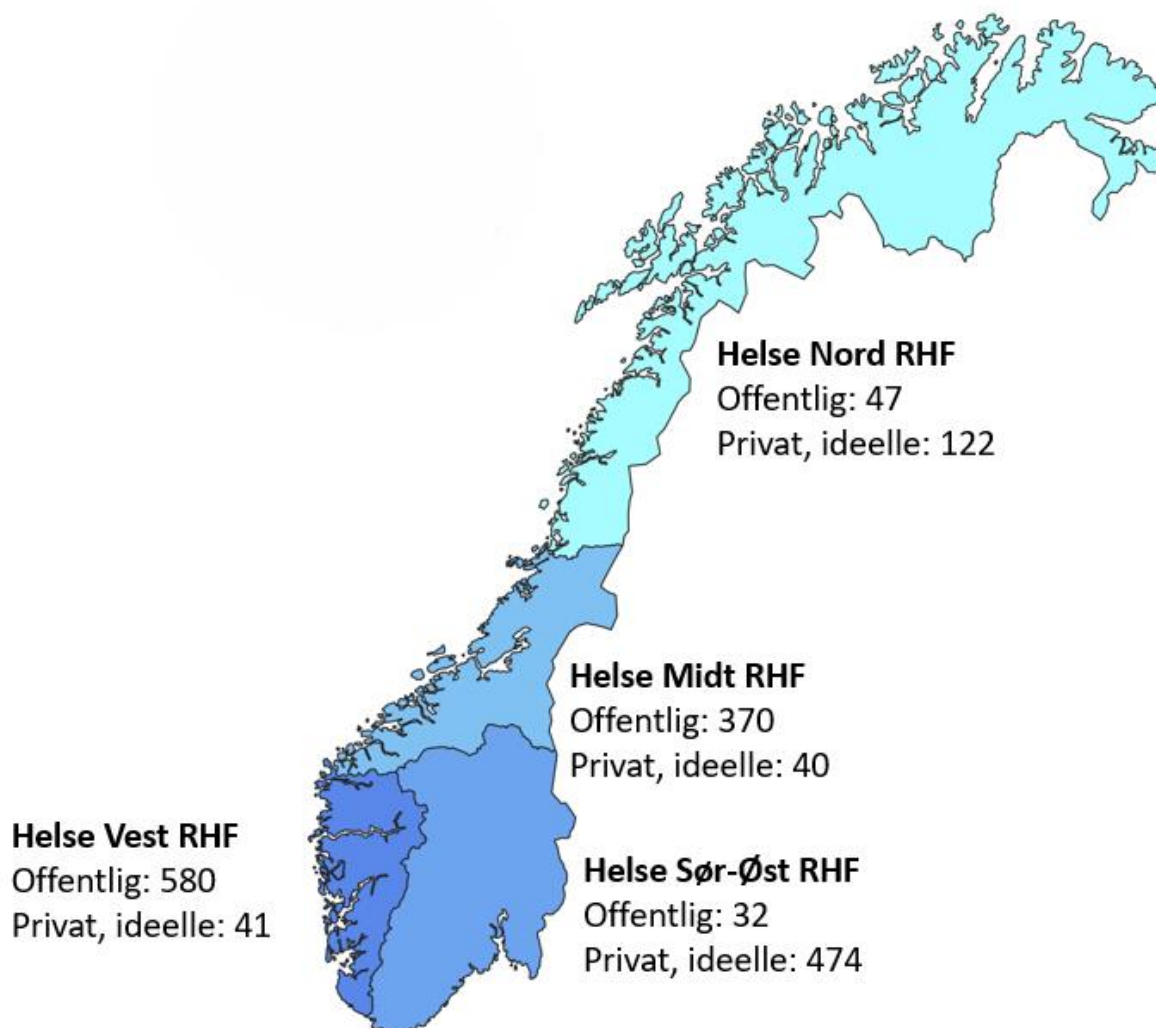 Helse Nord RHF
Offentlig: 47
Privat, ideelle: 122
Helse Midt RHF
Offentlig: 370
Privat, ideelle: 40
Helse Vest RHF
Offentlig: 580
Privat, ideelle: 41
Helse Sør-Øst RHF
Offentlig: 32
Privat, ideelle: 474